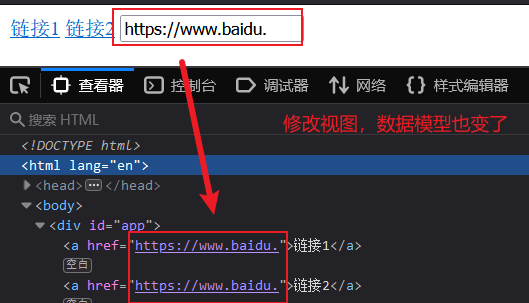 链接1 链接2 https://www.baidu.
查看器 控制台 调试器 网络 样式编辑器
搜索 HTML
修改视图，数据模型也变了
<!DOCTYPE html>
<html lang="en">
<head>···</head>
<body>
<div id="app">
<a href="https://www.baidu.">链接1</a>
空白
<a href="https://www.baidu.">链接2</a>
空白